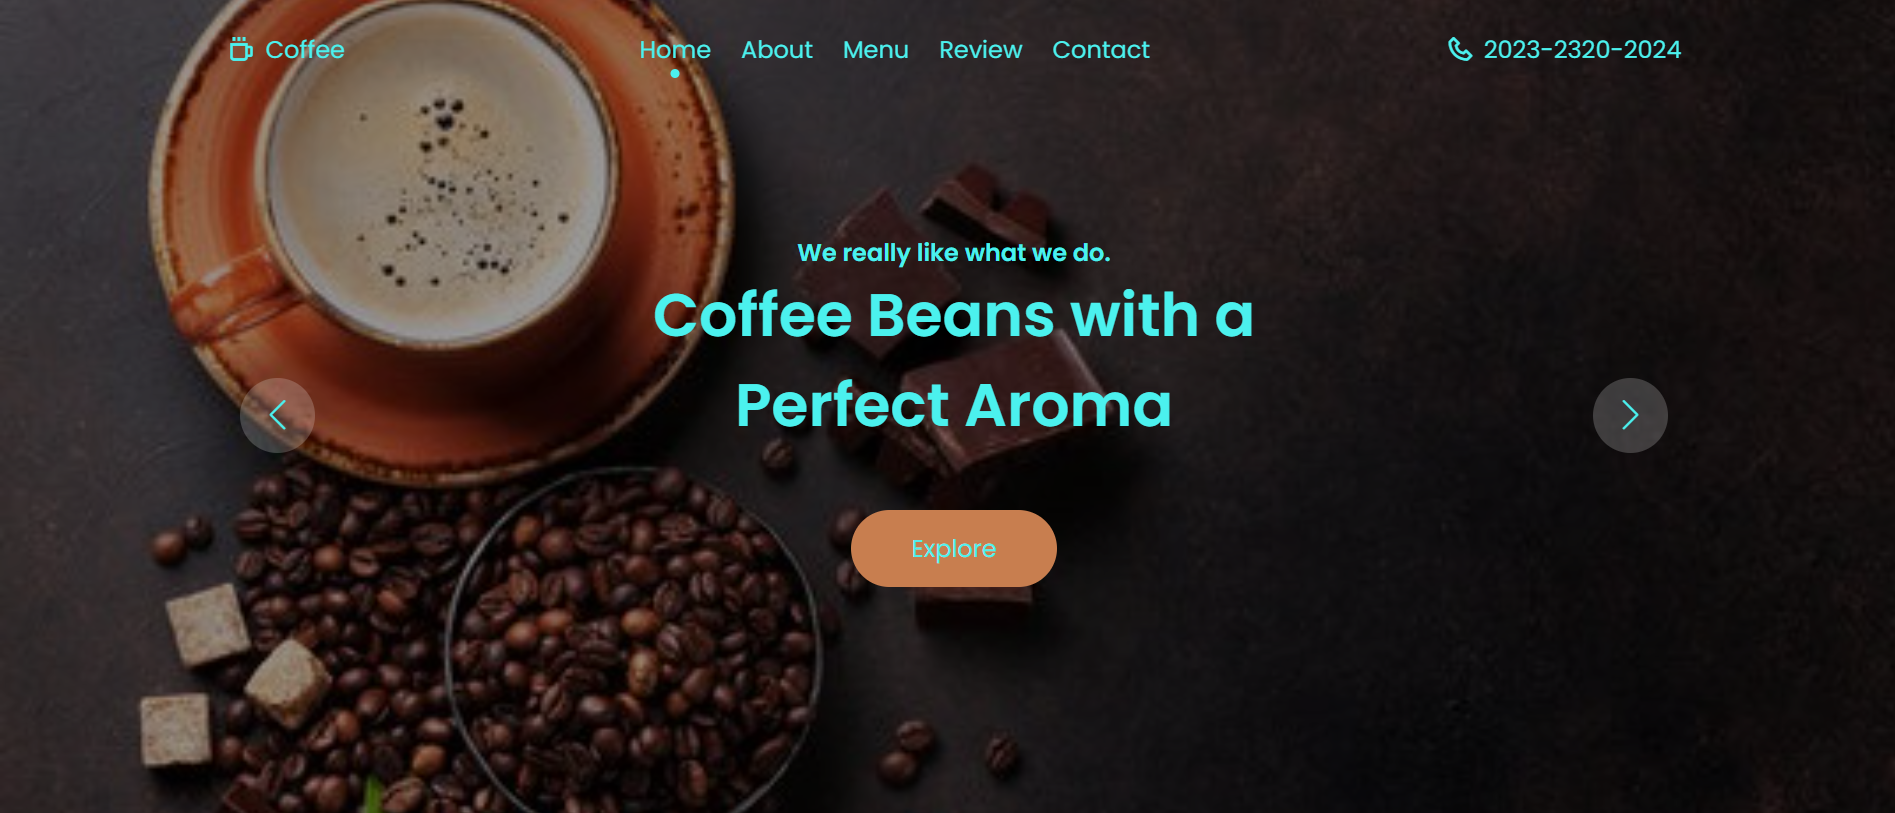 Coffee
Home About Menu Review Contact
2023-2320-2024
We really like what we do.
Coffee Beans with a
Perfect Aroma
Explore